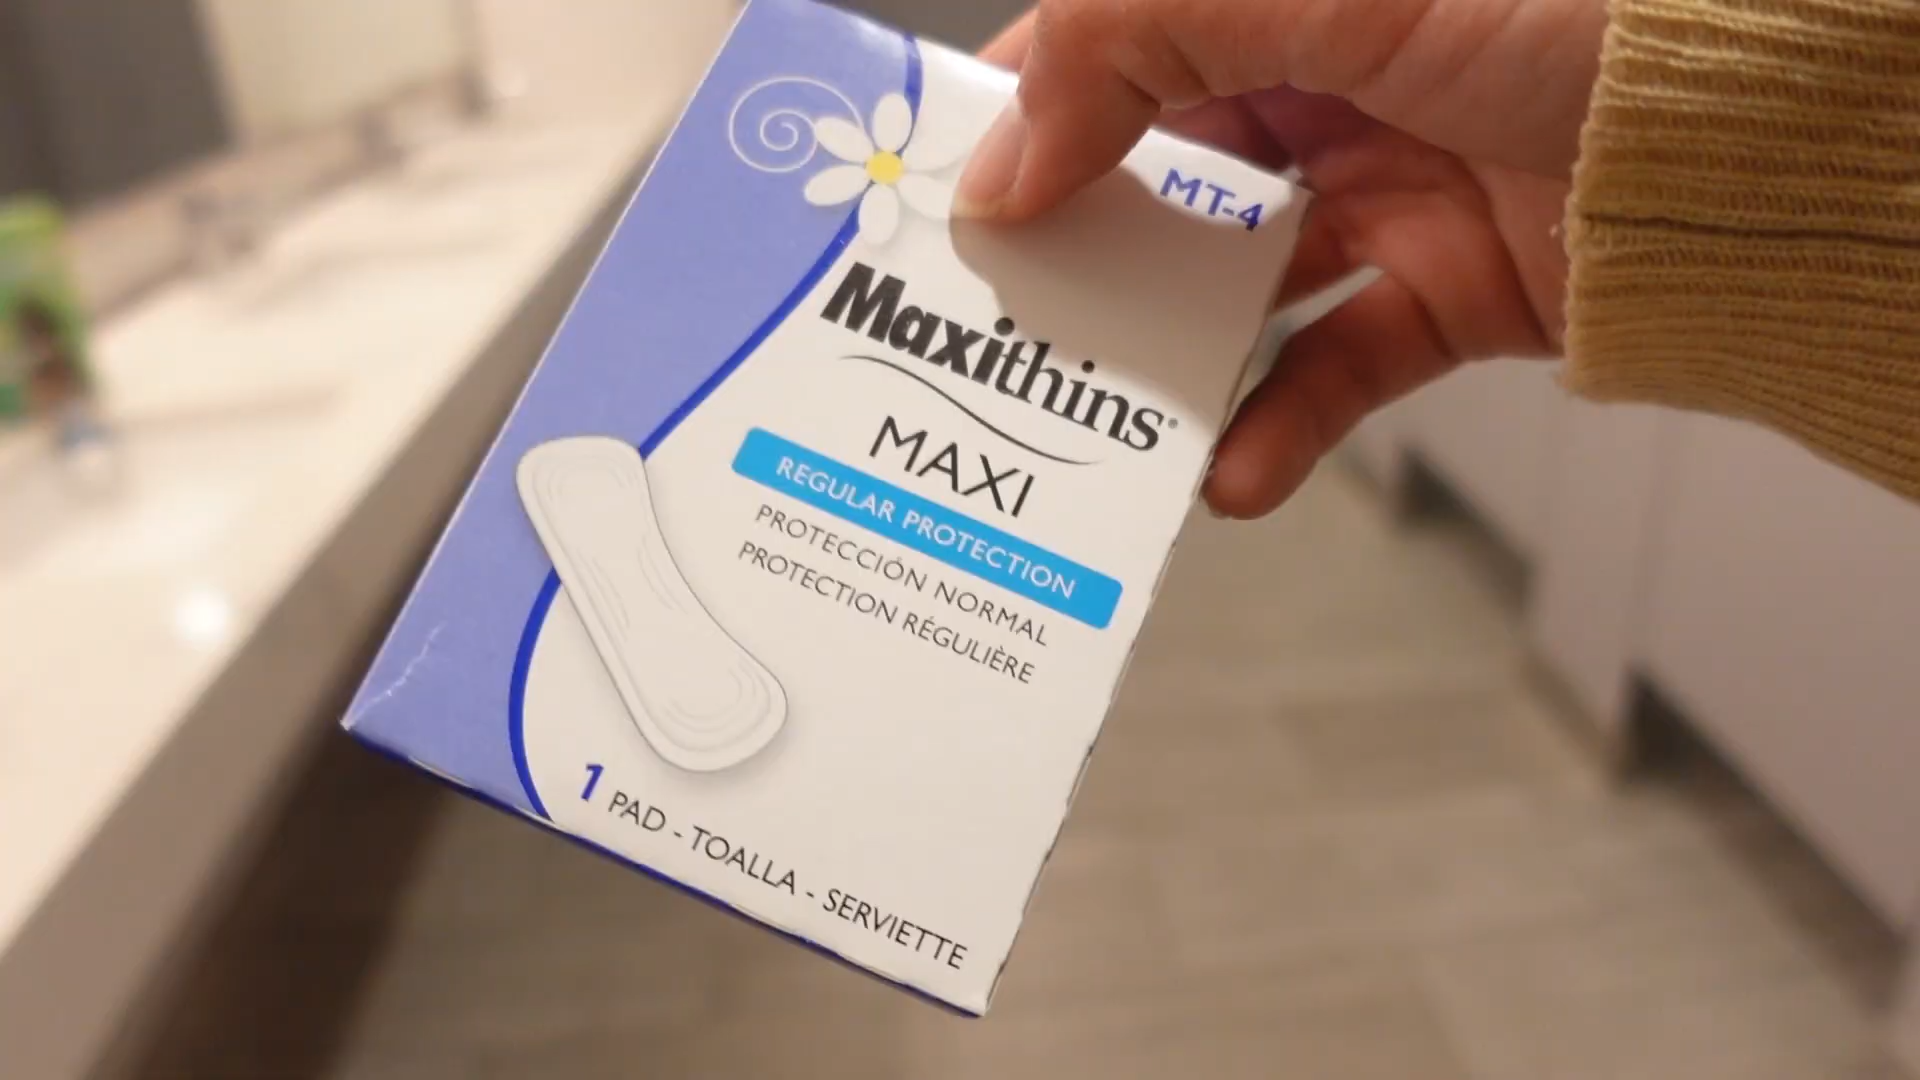 MT-4
Maxithins®
MAXI
REGULAR PROTECTION
PROTECCIÓN NORMAL
PROTECTION RÉGULIÈRE
1 PAD - TOALLA - SERVIETTE